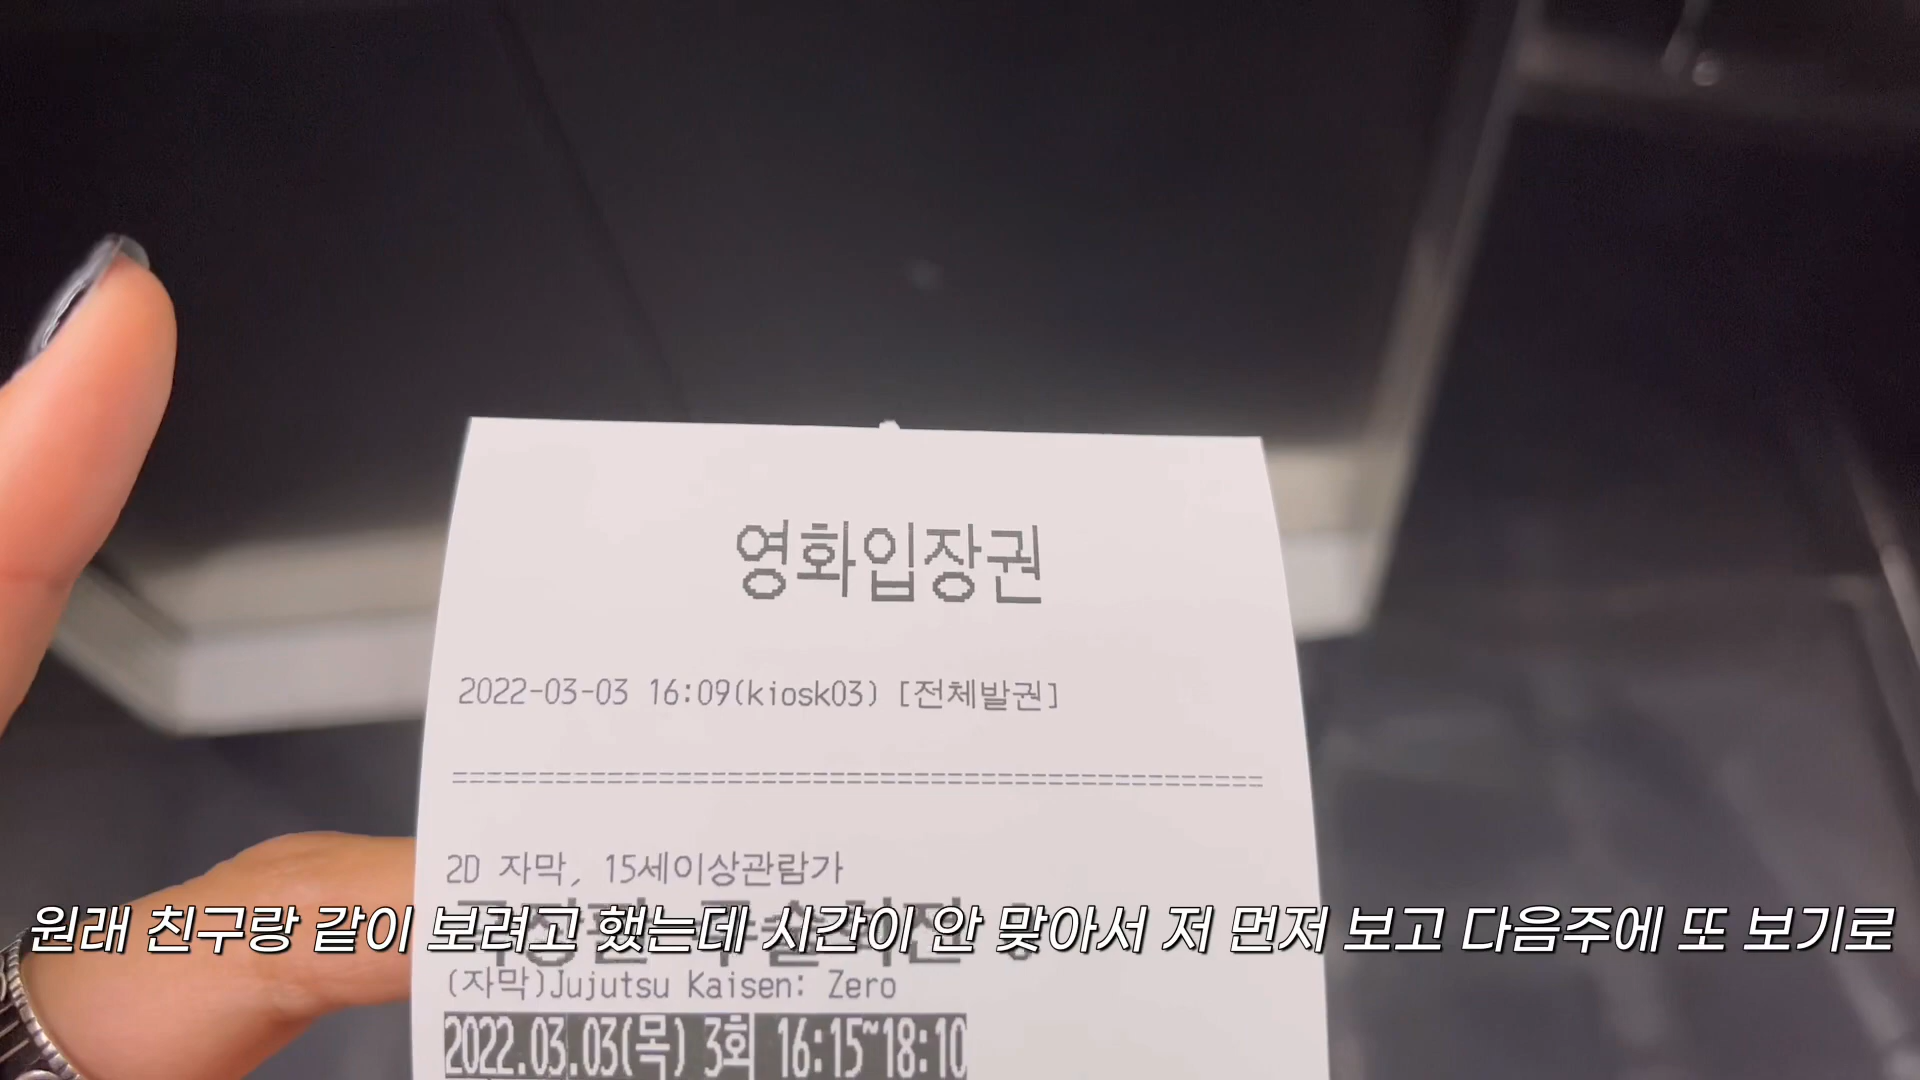 영화입장권
2022-03-03 16:09(kiosk03) [전체발권]
===============================================
2D 자막, 15세이상관람가
원래 친구랑 같이 보려고 했는데 시간이 안 맞아서 저 먼저 보고 다음주에 또 보기로
(자막)Jujutsu Kaisen: Zero
2022.03.03(목) 3회 16:15~18:10